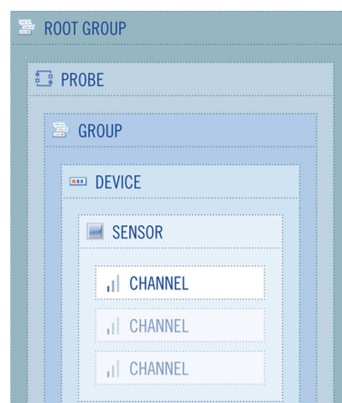 ROOT GROUP
PROBE
GROUP
DEVICE
SENSOR
CHANNEL
CHANNEL
CHANNEL